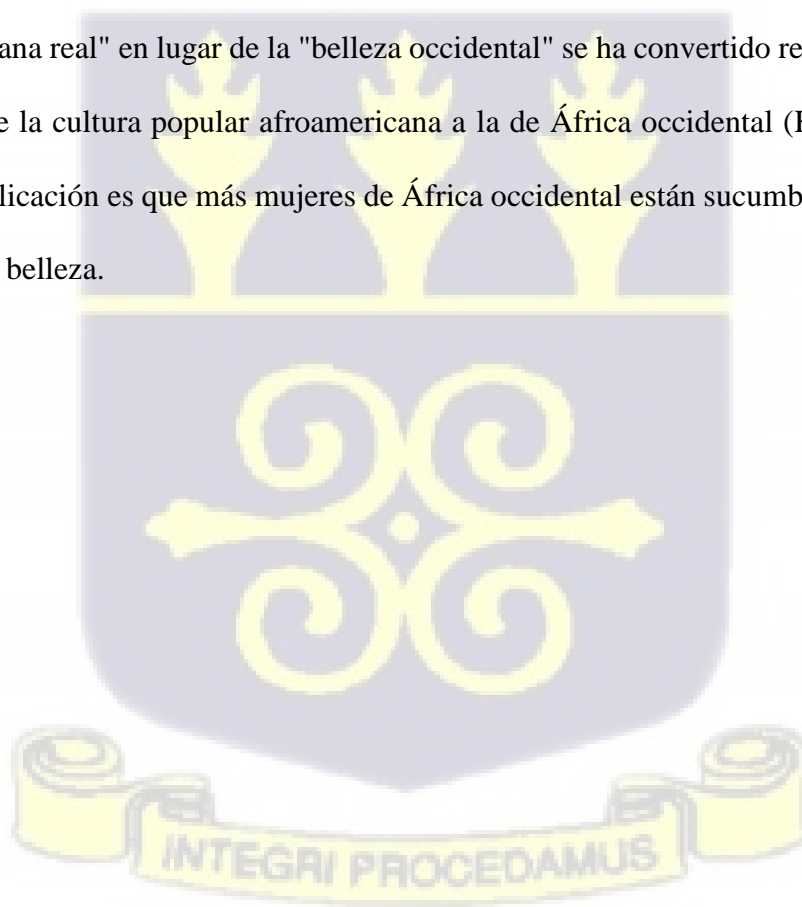 ana real" en lugar de la "belleza occidental" se ha convertido re
e la cultura popular afroamericana a la de África occidental (
licación es que más mujeres de África occidental están sucumb
belleza.
INTEGRI PROCEDAMUS